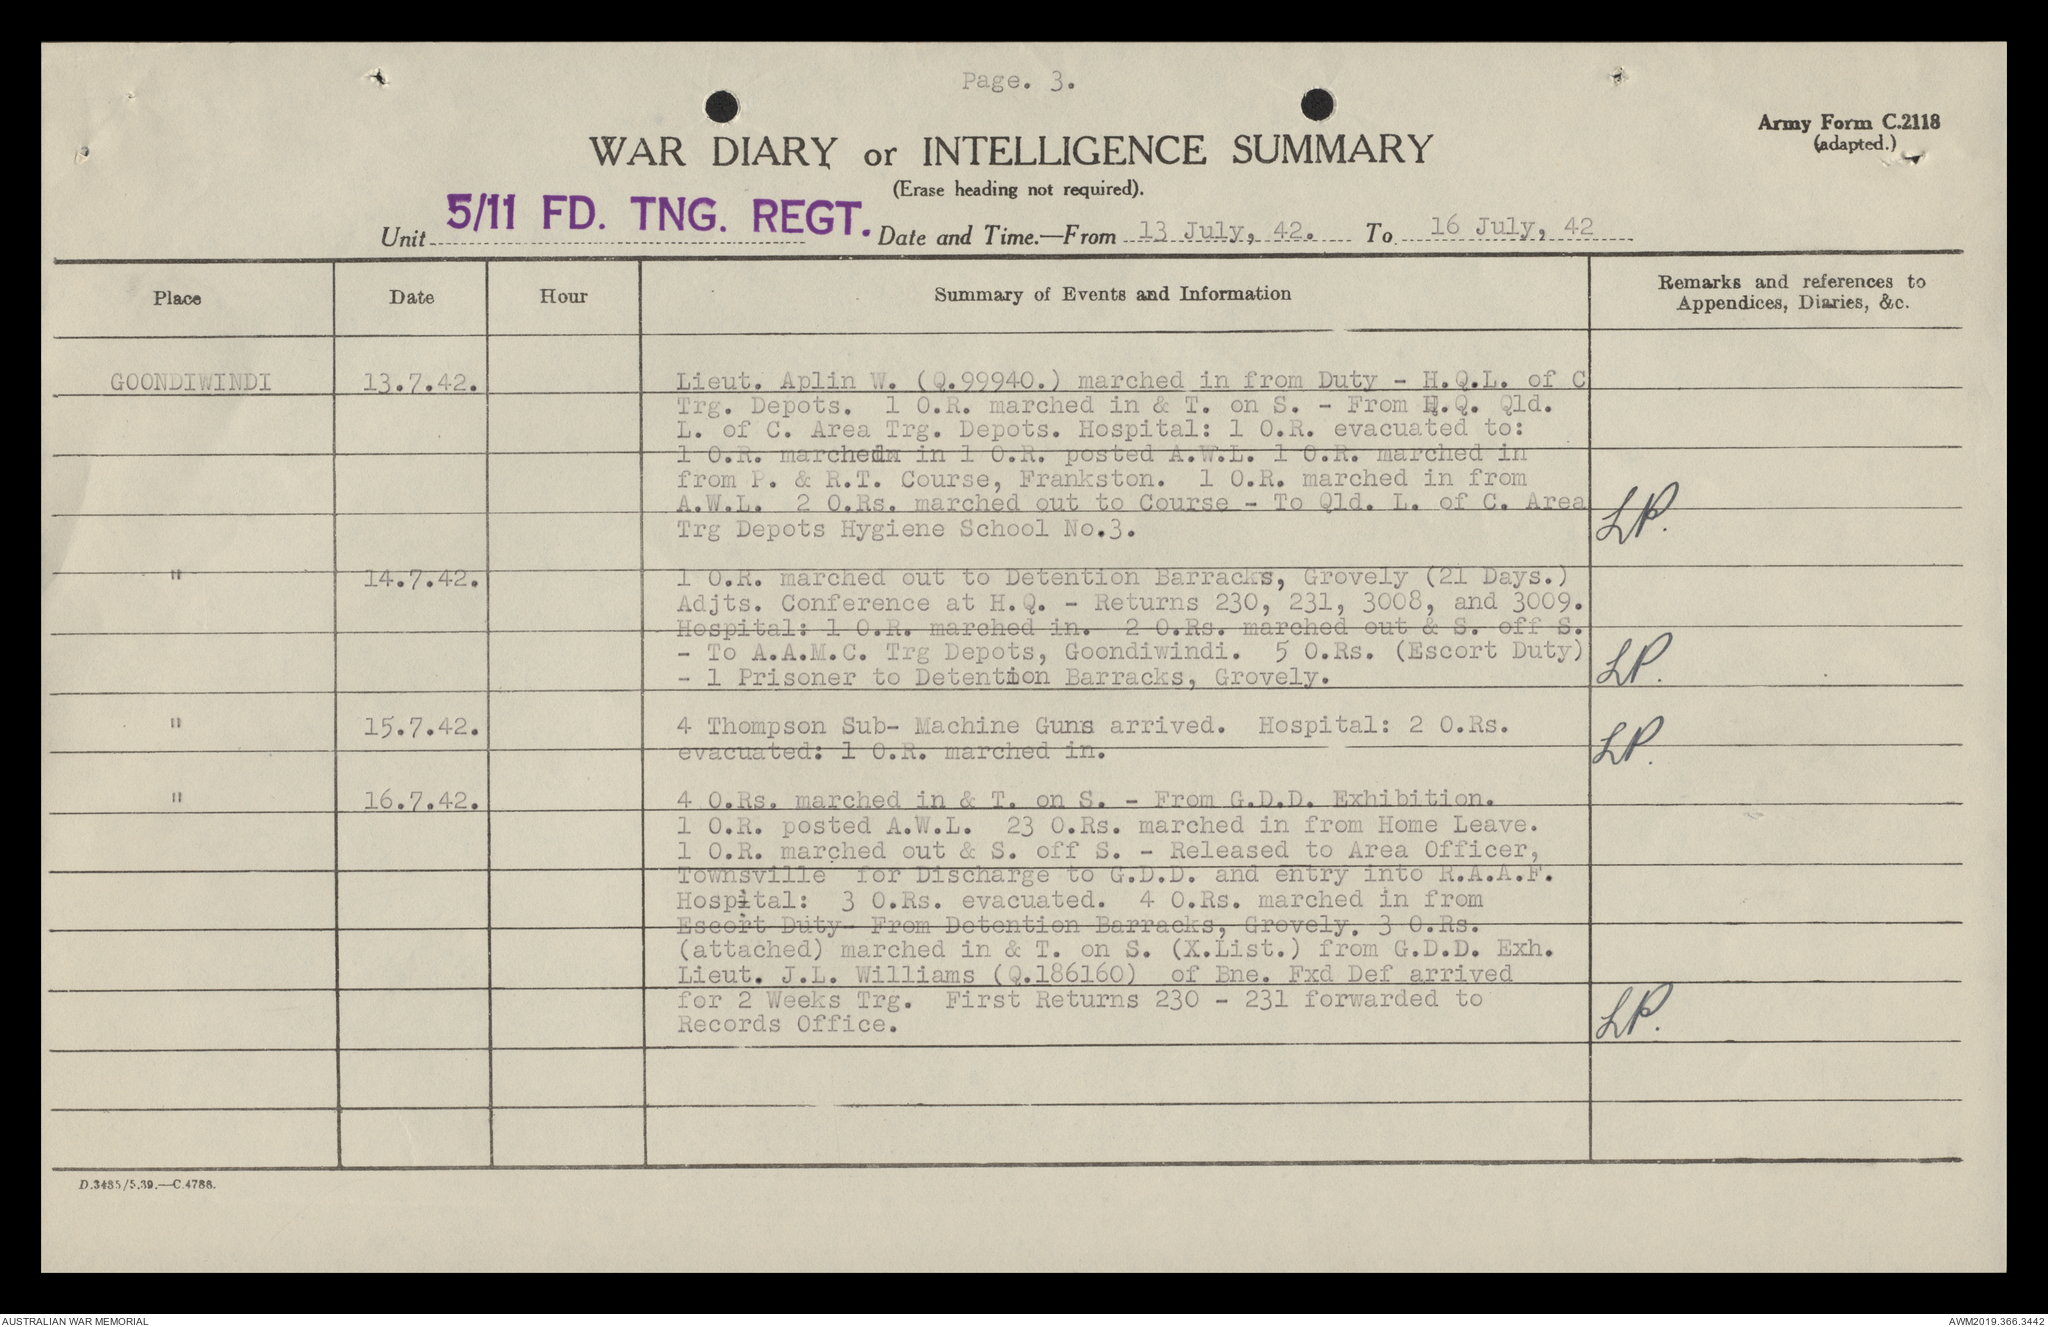 Page. 3.
Army Form C.2118
(adapted.)
WAR DIARY or INTELLIGENCE SUMMARY
(Erase heading not required).
Unit 5/11 FD. TNG. REGT. Date and Time.—From 13 July, 42. To 16 July, 42
Place Date Hour Summary of Events and Information Remarks and references to
Appendices, Diaries, &c.
GOONDIWINDI 13.7.42. Lieut. Aplin W. (Q.99940.) marched in from Duty - H.Q.L. of C
Trg. Depots. 1 O.R. marched in & T. on S. - From H.Q. Qld.
L. of C. Area Trg. Depots. Hospital: 1 O.R. evacuated to:
1 O.R. marched in 1 O.R. posted A.W.L. 1 O.R. marched in
from P. & R.T. Course, Frankston. 1 O.R. marched in from
A.W.L. 2 O.Rs. marched out to Course - To Qld. L. of C. Area
Trg Depots Hygiene School No.3. LP.
" 14.7.42. 1 O.R. marched out to Detention Barracks, Grovely (21 Days.)
Adjts. Conference at H.Q. - Returns 230, 231, 3008, and 3009.
Hospital: 1 O.R. marched in. 2 O.Rs. marched out & S. off S.
- To A.A.M.C. Trg Depots, Goondiwindi. 5 O.Rs. (Escort Duty)
- 1 Prisoner to Detention Barracks, Grovely. LP.
" 15.7.42. 4 Thompson Sub- Machine Guns arrived. Hospital: 2 O.Rs.
evacuated: 1 O.R. marched in. LP.
" 16.7.42. 4 O.Rs. marched in & T. on S. - From G.D.D. Exhibition.
1 O.R. posted A.W.L. 23 O.Rs. marched in from Home Leave.
1 O.R. marched out & S. off S. - Released to Area Officer,
Townsville for Discharge to G.D.D. and entry into R.A.A.F.
Hospital: 3 O.Rs. evacuated. 4 O.Rs. marched in from
Escort Duty- From Detention Barracks, Grovely. 3 O.Rs.
(attached) marched in & T. on S. (X.List.) from G.D.D. Exh.
Lieut. J.L. Williams (Q.186160) of Bne. Fxd Def arrived
for 2 Weeks Trg. First Returns 230 - 231 forwarded to
Records Office. LP.
D.3485/5.39.—C.4786.
AUSTRALIAN WAR MEMORIAL AWM2019.366.3442